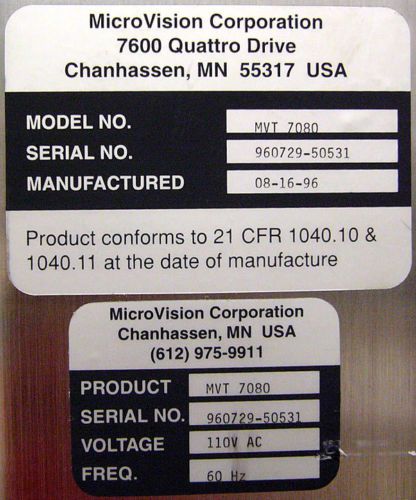 MicroVision Corporation
7600 Quattro Drive
Chanhassen, MN 55317 USA
MODEL NO. MVT 7080
SERIAL NO. 960729-50531
MANUFACTURED 08-16-96
Product conforms to 21 CFR 1040.10 &
1040.11 at the date of manufacture
MicroVision Corporation
Chanhassen, MN USA
(612) 975-9911
PRODUCT MVT 7080
SERIAL NO. 960729-50531
VOLTAGE 110V AC
FREQ. 60 Hz